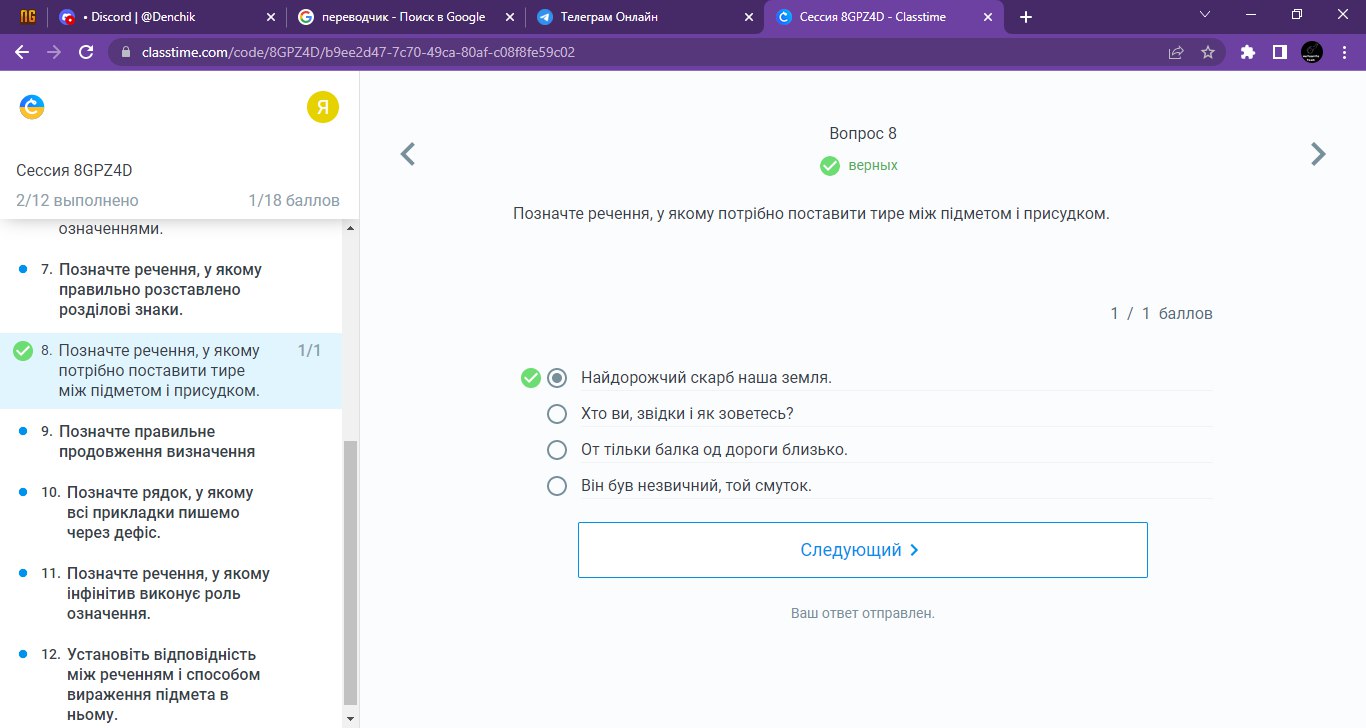 NG
• Discord | @Denchik
переводчик - Поиск в Google
Телеграм Онлайн
Сессия 8GPZ4D - Classtime
classtime.com/code/8GPZ4D/b9ee2d47-7c70-49ca-80af-c08f8fe59c02
Я
Сессия 8GPZ4D
2/12 выполнено 1/18 баллов
означеннями.
7. Позначте речення, у якому
правильно розставлено
розділові знаки.
8. Позначте речення, у якому 1/1
потрібно поставити тире
між підметом і присудком.
9. Позначте правильне
продовження визначення
10. Позначте рядок, у якому
всі прикладки пишемо
через дефіс.
11. Позначте речення, у якому
інфінітив виконує роль
означення.
12. Установіть відповідність
між реченням і способом
вираження підмета в
ньому.
Вопрос 8
верных
Позначте речення, у якому потрібно поставити тире між підметом і присудком.
1 / 1 баллов
Найдорожчий скарб наша земля.
Хто ви, звідки і як зоветесь?
От тільки балка од дороги близько.
Він був незвичний, той смуток.
Следующий
Ваш ответ отправлен.